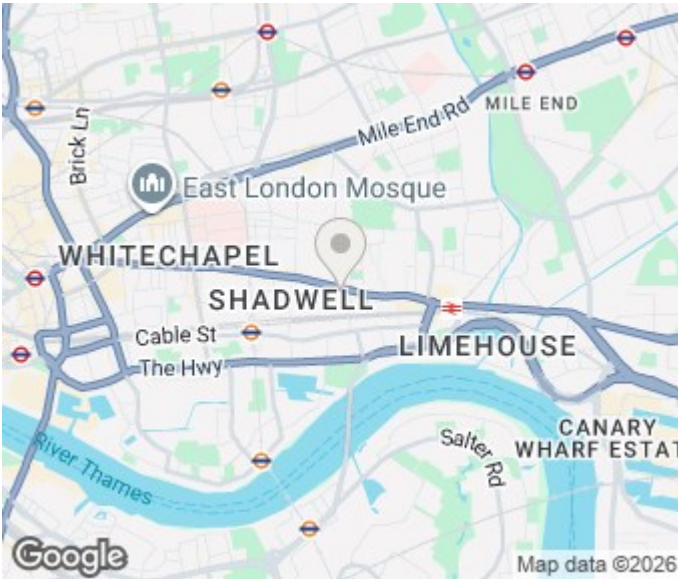 MILE END
Mile End Rd
Brick Ln
East London Mosque
WHITECHAPEL
SHADWELL
Cable St
LIMEHOUSE
The Hwy
CANARY
WHARF ESTAT
Salter Rd
River Thames
Google
Map data ©2026